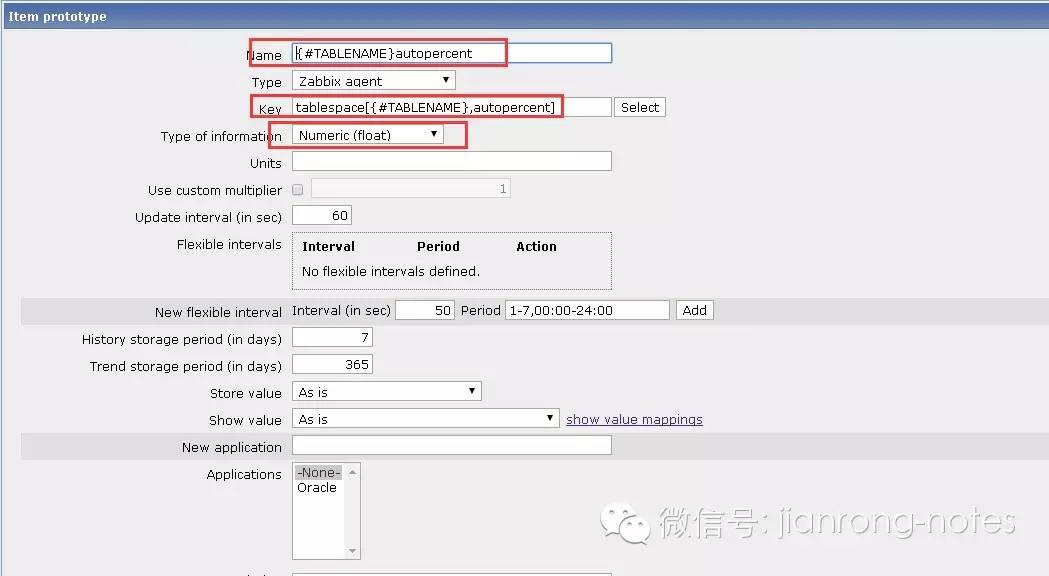 Item prototype
Name {#TABLENAME}autopercent
Type Zabbix agent
Key tablespace[{#TABLENAME},autopercent] Select
Type of information Numeric (float)
Units
Use custom multiplier 1
Update interval (in sec) 60
Flexible intervals Interval Period Action
No flexible intervals defined.
New flexible interval Interval (in sec) 50 Period 1-7,00:00-24:00 Add
History storage period (in days) 7
Trend storage period (in days) 365
Store value As is
Show value As is show value mappings
New application
Applications -None-
Oracle
微信号: jianrong-notes